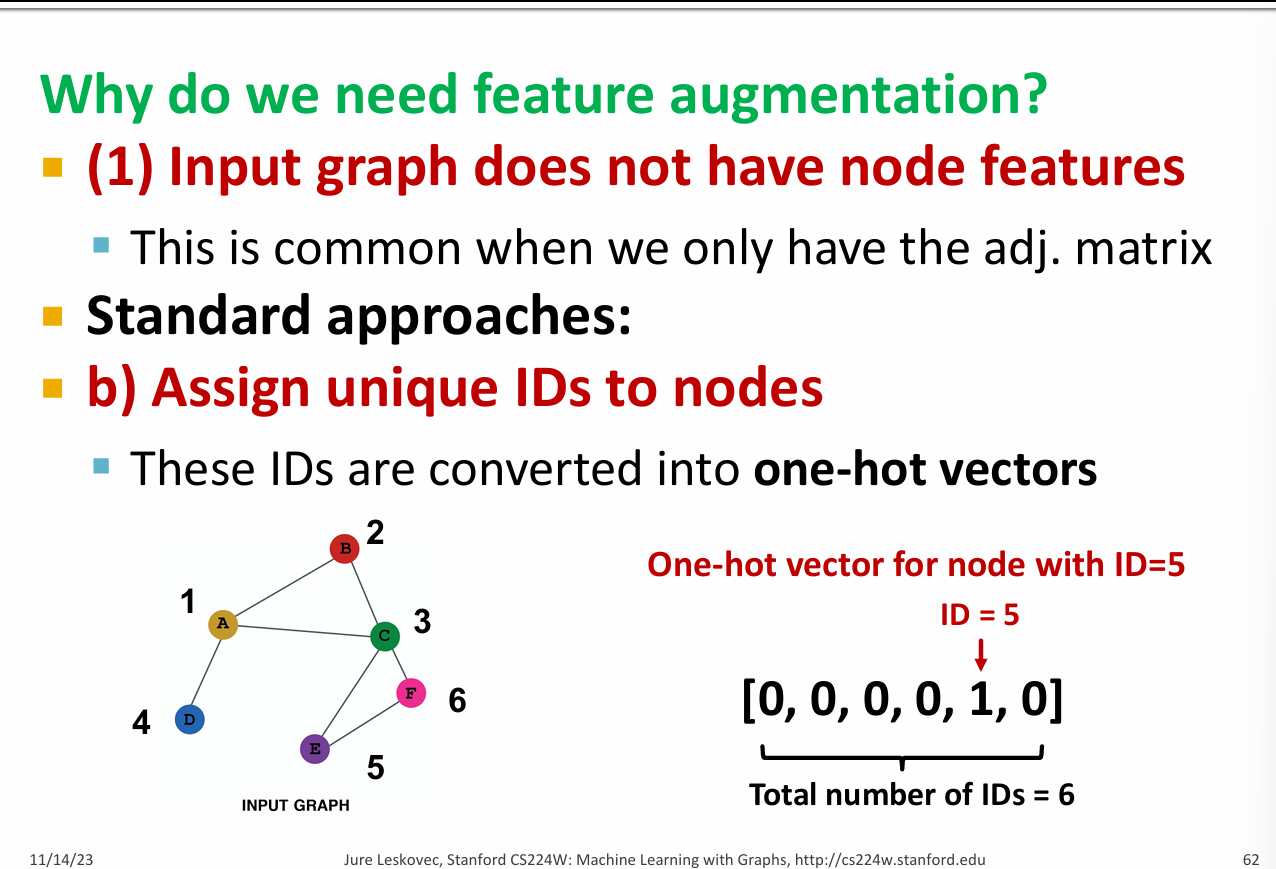 Why do we need feature augmentation?
(1) Input graph does not have node features
This is common when we only have the adj. matrix
Standard approaches:
b) Assign unique IDs to nodes
These IDs are converted into one-hot vectors
2
B
1
A
3
C
F
6
4
D
E
5
INPUT GRAPH
One-hot vector for node with ID=5
ID = 5
[0, 0, 0, 0, 1, 0]
Total number of IDs = 6
11/14/23
Jure Leskovec, Stanford CS224W: Machine Learning with Graphs, http://cs224w.stanford.edu
62